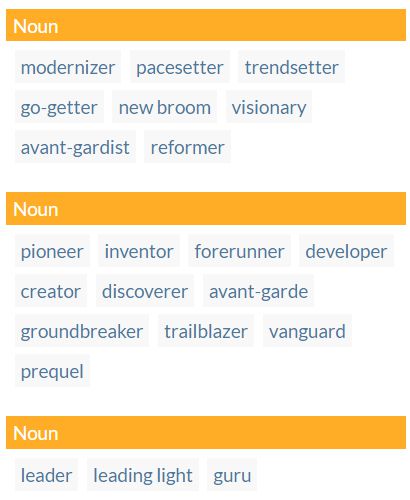 Noun
modernizer pacesetter trendsetter
go-getter new broom visionary
avant-gardist reformer
Noun
pioneer inventor forerunner developer
creator discoverer avant-garde
groundbreaker trailblazer vanguard
prequel
Noun
leader leading light guru